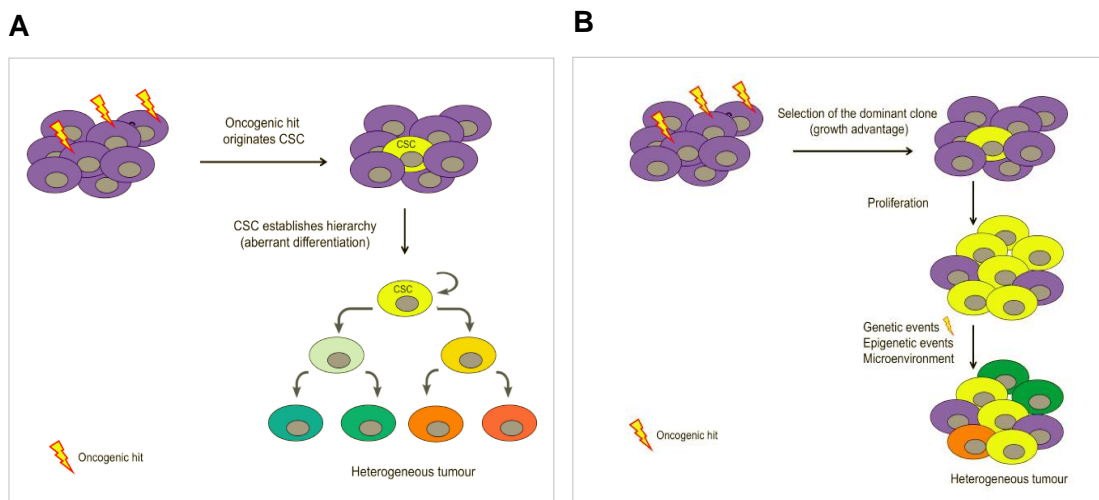 A
Oncogenic hit
originates CSC
CSC
CSC establishes hierarchy
(aberrant differentiation)
CSC
Oncogenic hit
Heterogeneous tumour
B
Selection of the dominant clone
(growth advantage)
Proliferation
Genetic events
Epigenetic events
Microenvironment
Oncogenic hit
Heterogeneous tumour